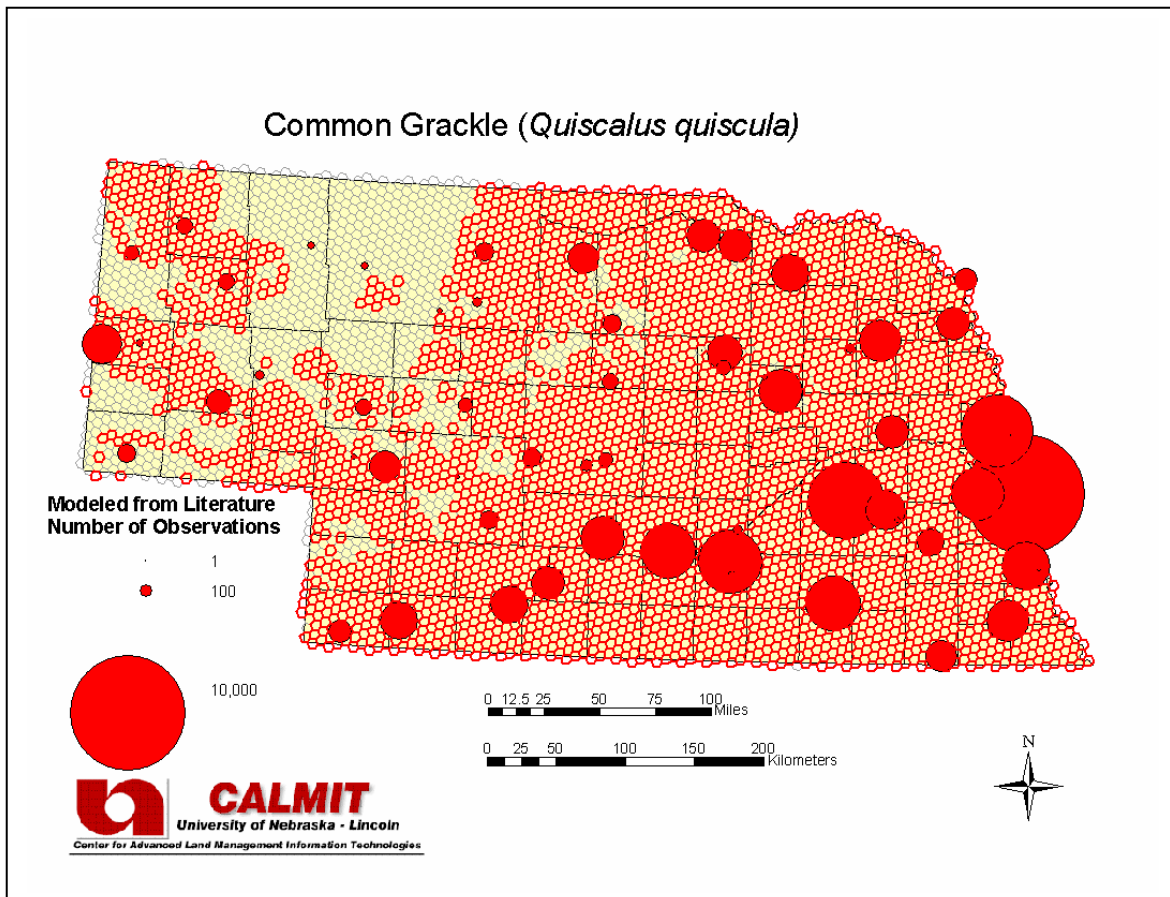 Common Grackle (Quiscalus quiscula)
Modeled from Literature
Number of Observations
1
100
10,000
0 12.5 25 50 75 100
Miles
0 25 50 100 150 200
Kilometers
N
CALMIT
University of Nebraska - Lincoln
Center for Advanced Land Management Information Technologies